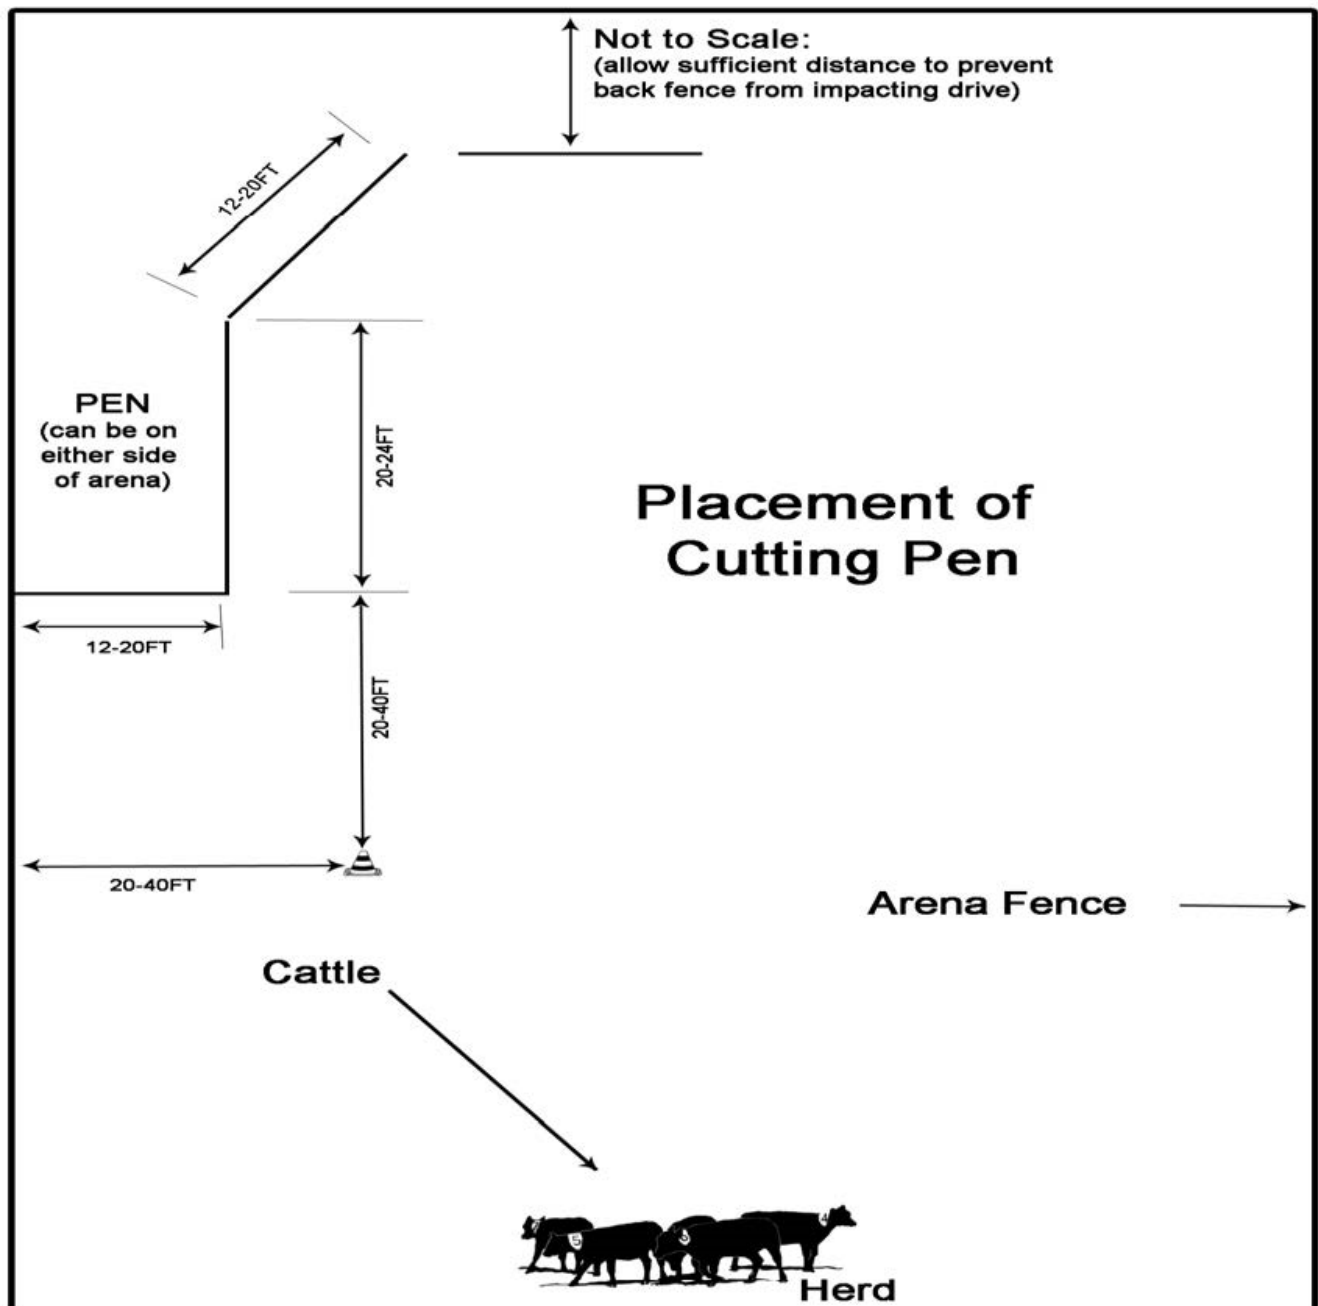 Not to Scale:
(allow sufficient distance to prevent
back fence from impacting drive)
12-20FT
PEN
(can be on
either side
of arena)
20-24FT
Placement of
Cutting Pen
12-20FT
20-40FT
20-40FT
Arena Fence
Cattle
5
4
Herd